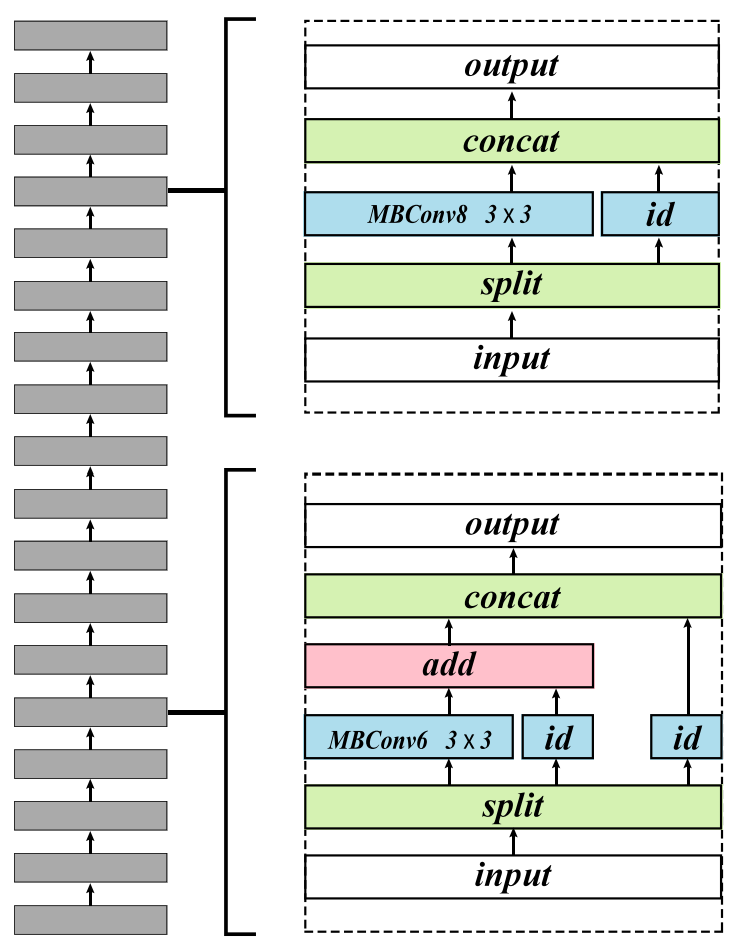 output
concat
MBConv8 3 x 3 id
split
input
output
concat
add
MBConv6 3 x 3 id id
split
input